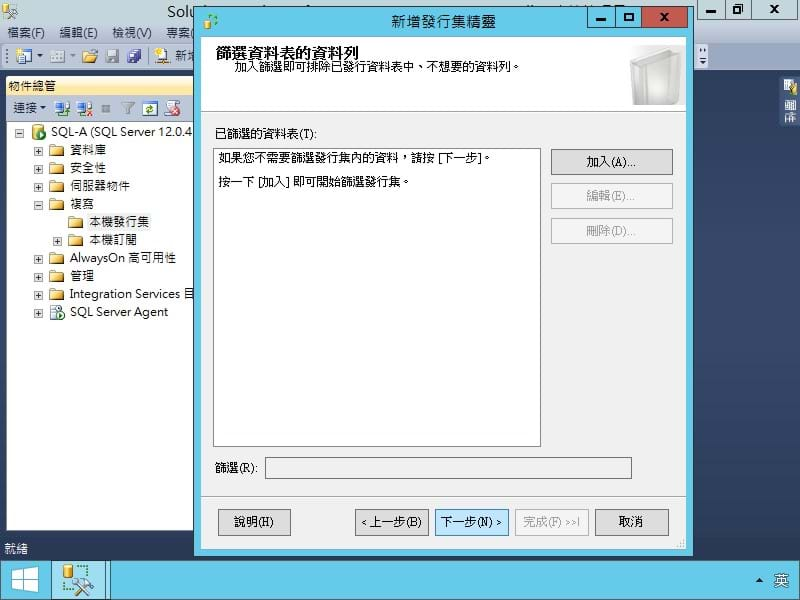 Solu
檔案(F) 編輯(E) 檢視(V) 專案(
新增
物件總管
連接
SQL-A (SQL Server 12.0.4
資料庫
安全性
伺服器物件
複寫
本機發行集
本機訂閱
AlwaysOn 高可用性
管理
Integration Services 目
SQL Server Agent
就緒
新增發行集精靈
篩選資料表的資料列
加入篩選即可排除已發行資料表中、不想要的資料列。
已篩選的資料表(T):
如果您不需要篩選發行集內的資料，請按 [下一步]。
按一下 [加入] 即可開始篩選發行集。
加入(A)...
編輯(E)...
刪除(D)...
篩選(R):
說明(H) < 上一步(B) 下一步(N) > 完成(F) >>| 取消
英